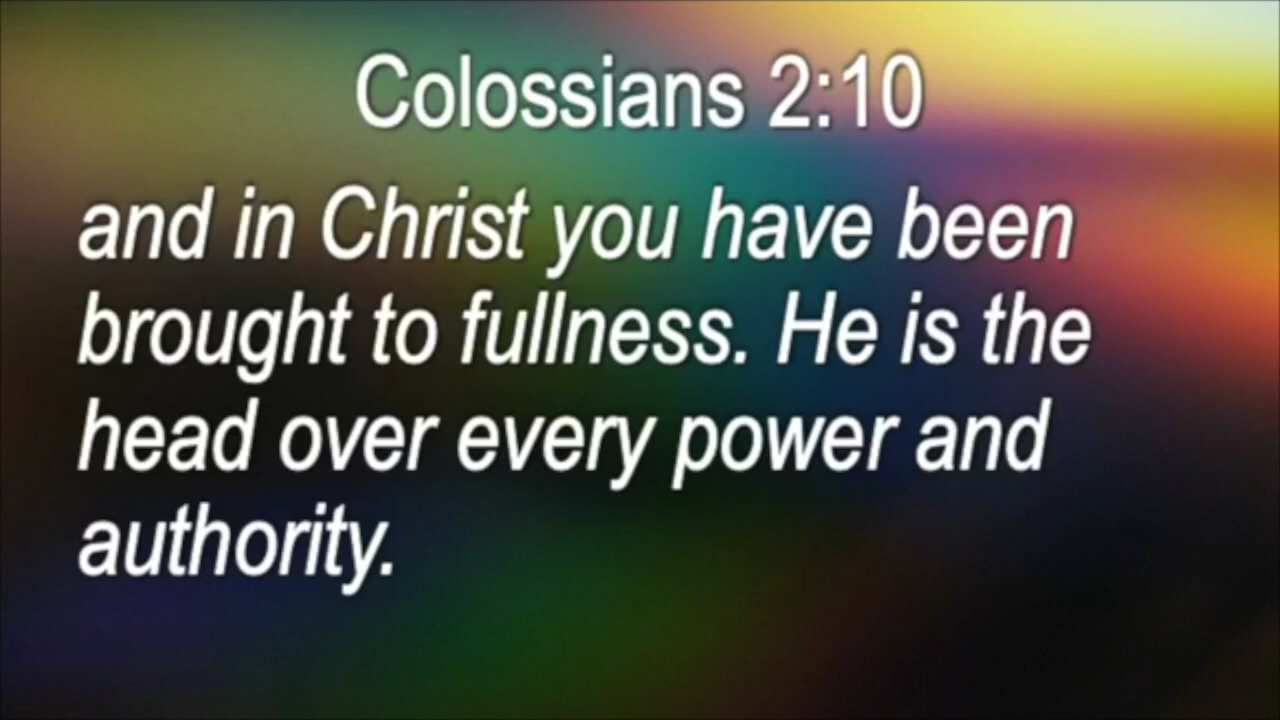 Colossians 2:10
and in Christ you have been
brought to fullness. He is the
head over every power and
authority.